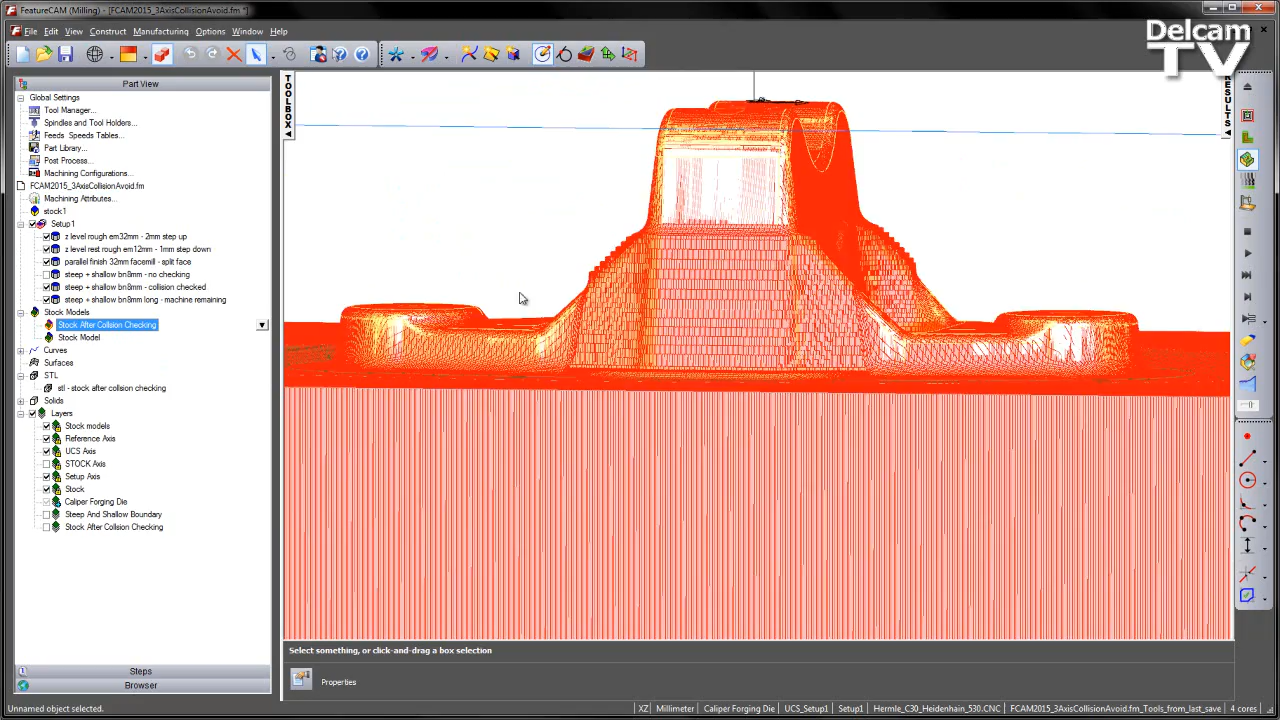 FeatureCAM (Milling) - [FCAM2015_3AxisCollisionAvoid.fm *]
File Edit View Construct Manufacturing Options Window Help
Delcam
TV
Part View
Global Settings
Tool Manager...
Spindles and Tool Holders...
Feeds Speeds Tables...
Part Library...
Post Process...
Machining Configurations...
FCAM2015_3AxisCollisionAvoid.fm
Machining Attributes...
stock1
Setup1
z level rough em32mm - 2mm step up
z level rest rough em12mm - 1mm step down
parallel finish 32mm facemill - split face
steep + shallow bn8mm - no checking
steep + shallow bn8mm - collision checked
steep + shallow bn8mm long - machine remaining
Stock Models
Stock After Collsion Checking
Stock Model
Curves
Surfaces
STL
stl - stock after collision checking
Solids
Layers
Stock models
Reference Axis
UCS Axis
STOCK Axis
Setup Axis
Stock
Caliper Forging Die
Steep And Shallow Boundary
Stock After Collsion Checking
Steps
Browser
TOOLBOX
RESULTS
Select something, or click-and-drag a box selection
Properties
Unnamed object selected.
XZ Millimeter Caliper Forging Die UCS_Setup1 Setup1 Hermle_C30_Heidenhain_530.CNC FCAM2015_3AxisCollisionAvoid.fm_Tools_from_last_save 4 cores